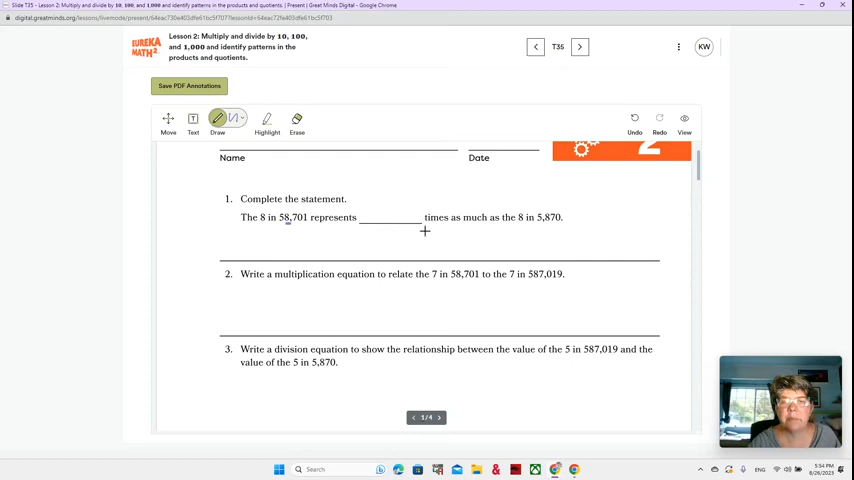 Slide T35 - Lesson 2: Multiply and divide by 10, 100, and 1,000 and identify patterns in the products and quotients. | Present | Great Minds Digital - Google Chrome
digital.greatminds.org/lessons/livemode/present/64eac730ea403dfe61bc5f707?lessonId=64eac72fea403dfe61bc5f703
EUREKA MATH²
Lesson 2: Multiply and divide by 10, 100,
and 1,000 and identify patterns in the
products and quotients.
T35
KW
Save PDF Annotations
Move
Text
Draw
Highlight
Erase
Undo
Redo
View
Name
Date
2
1. Complete the statement.
The 8 in 58,701 represents ____________ times as much as the 8 in 5,870.
2. Write a multiplication equation to relate the 7 in 58,701 to the 7 in 587,019.
3. Write a division equation to show the relationship between the value of the 5 in 587,019 and the
value of the 5 in 5,870.
1/4
Search
ENG
5:54 PM
8/26/2023